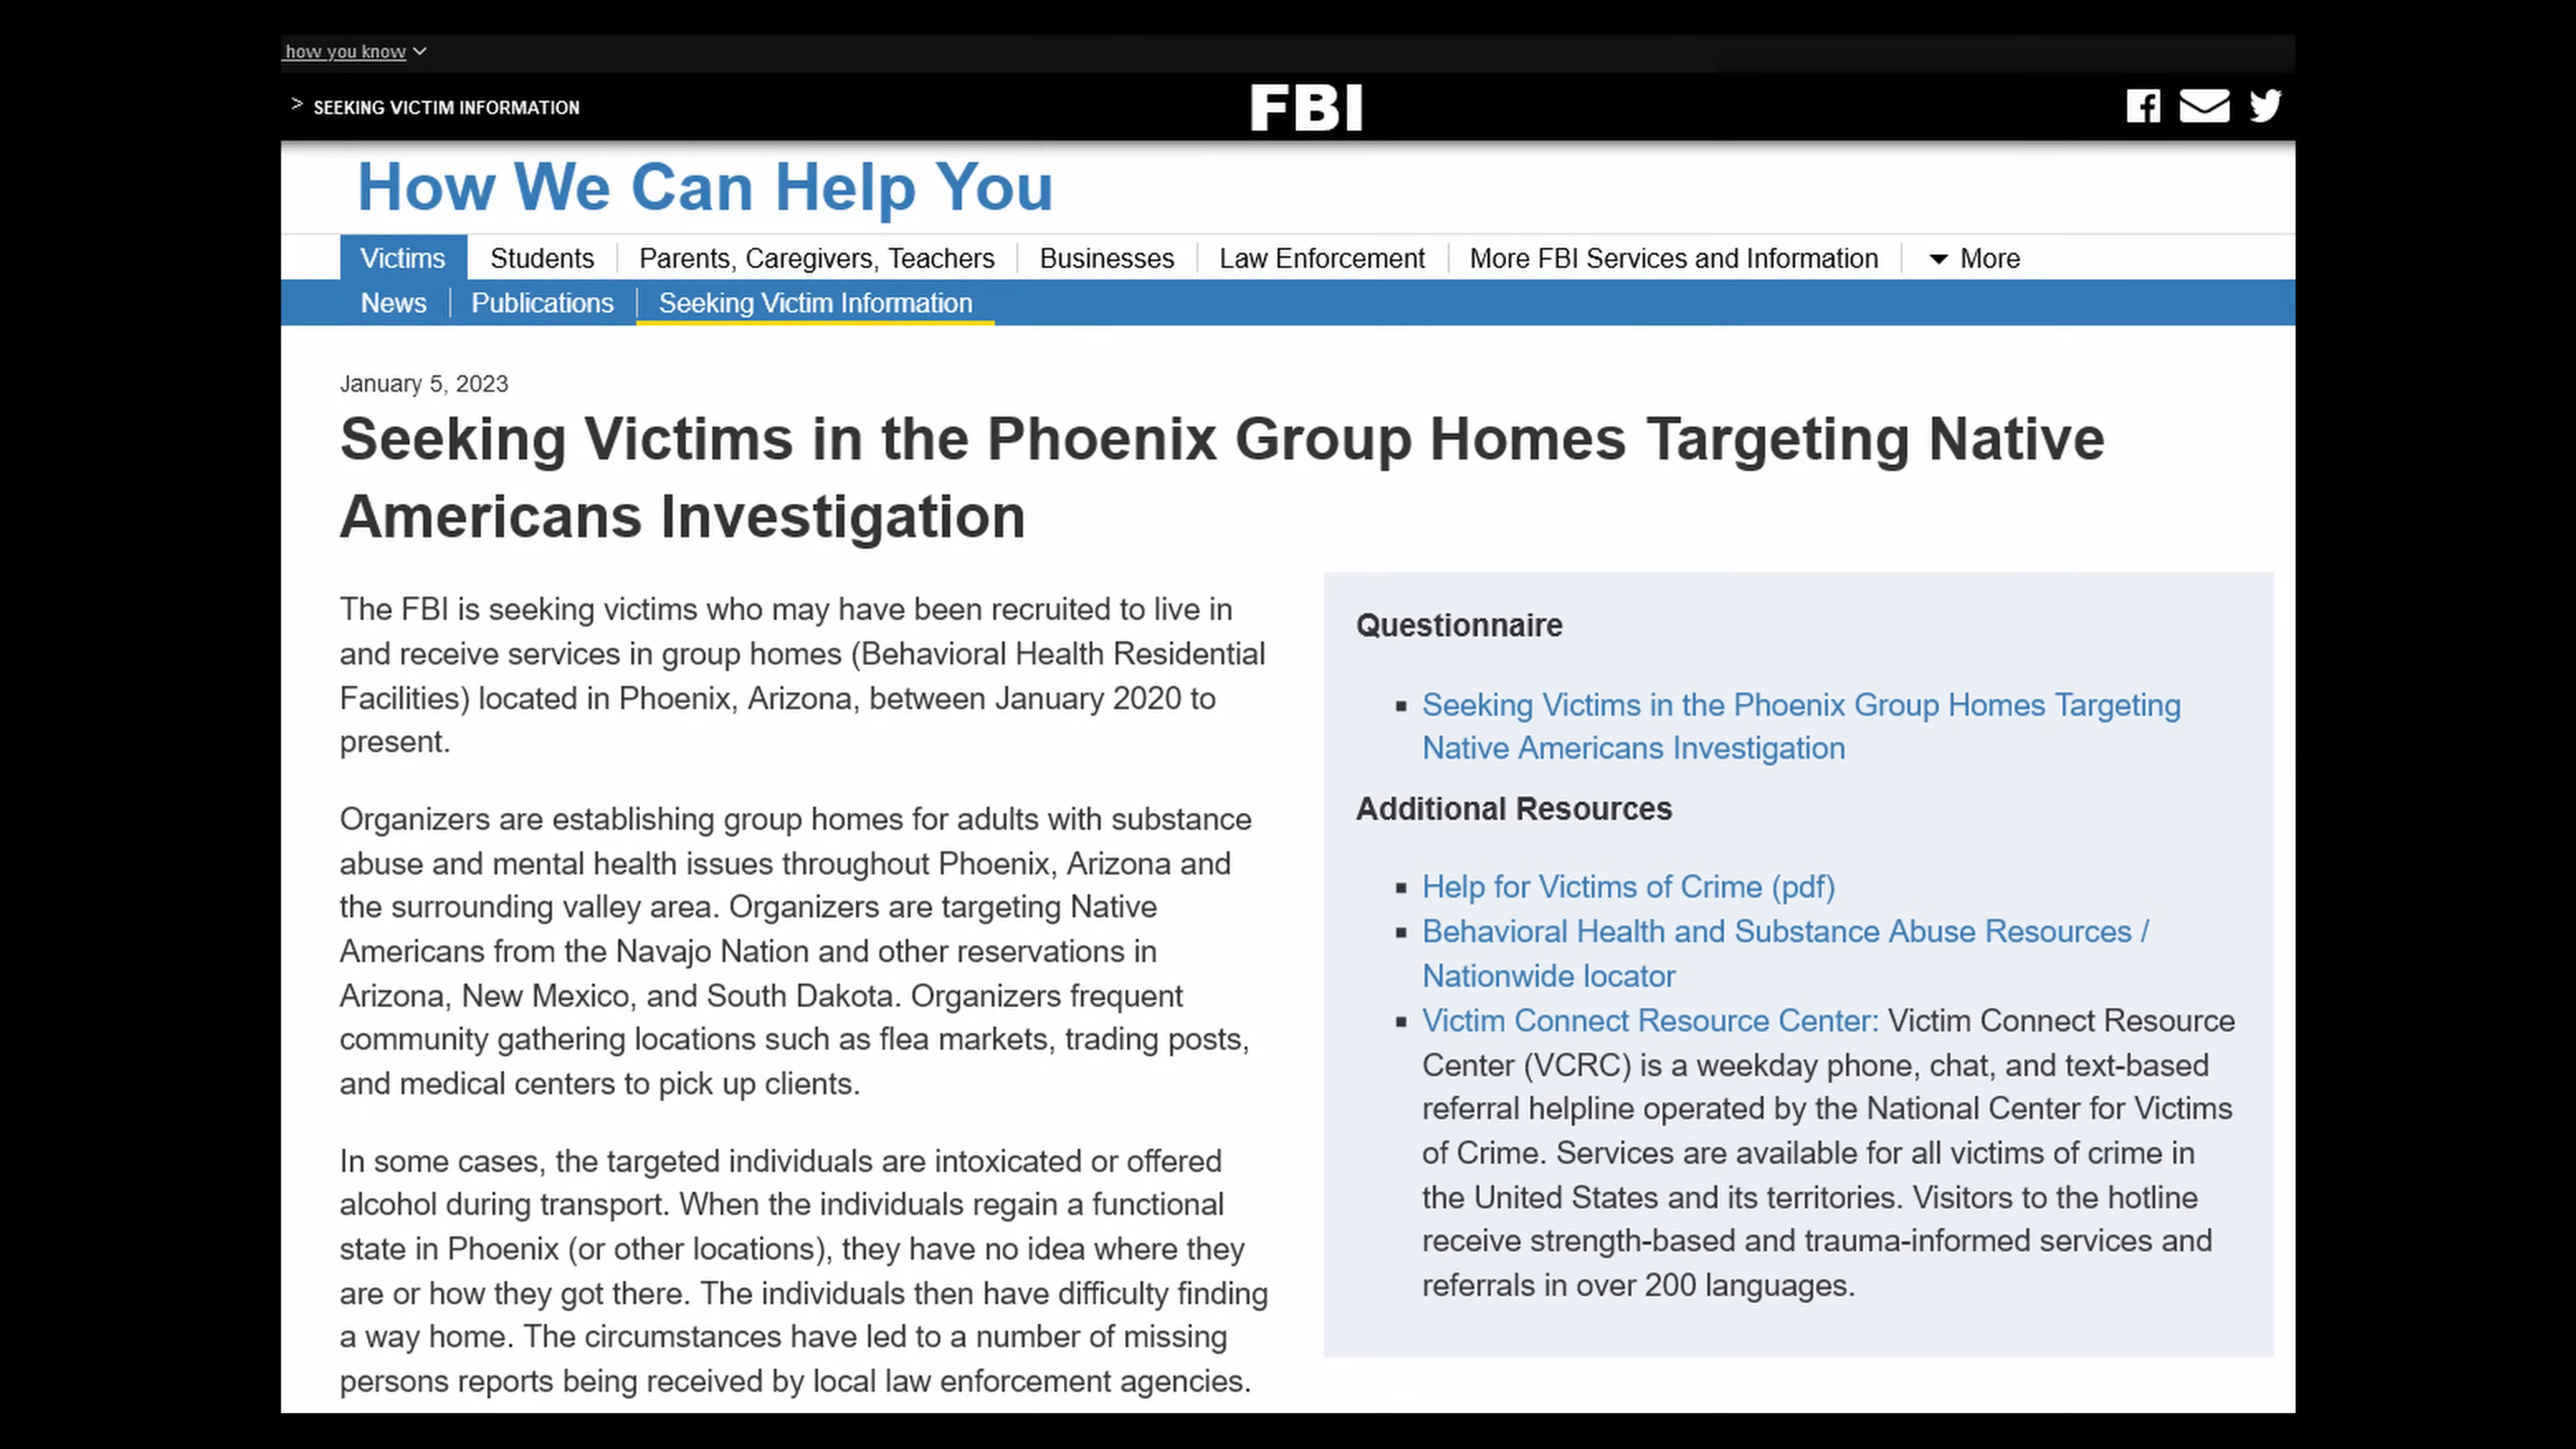 how you know
> SEEKING VICTIM INFORMATION
FBI
How We Can Help You
Victims
Students
Parents, Caregivers, Teachers
Businesses
Law Enforcement
More FBI Services and Information
More
News
Publications
Seeking Victim Information
January 5, 2023
Seeking Victims in the Phoenix Group Homes Targeting Native
Americans Investigation
The FBI is seeking victims who may have been recruited to live in
and receive services in group homes (Behavioral Health Residential
Facilities) located in Phoenix, Arizona, between January 2020 to
present.
Organizers are establishing group homes for adults with substance
abuse and mental health issues throughout Phoenix, Arizona and
the surrounding valley area. Organizers are targeting Native
Americans from the Navajo Nation and other reservations in
Arizona, New Mexico, and South Dakota. Organizers frequent
community gathering locations such as flea markets, trading posts,
and medical centers to pick up clients.
In some cases, the targeted individuals are intoxicated or offered
alcohol during transport. When the individuals regain a functional
state in Phoenix (or other locations), they have no idea where they
are or how they got there. The individuals then have difficulty finding
a way home. The circumstances have led to a number of missing
persons reports being received by local law enforcement agencies.
Questionnaire
Seeking Victims in the Phoenix Group Homes Targeting
Native Americans Investigation
Additional Resources
Help for Victims of Crime (pdf)
Behavioral Health and Substance Abuse Resources /
Nationwide locator
Victim Connect Resource Center: Victim Connect Resource
Center (VCRC) is a weekday phone, chat, and text-based
referral helpline operated by the National Center for Victims
of Crime. Services are available for all victims of crime in
the United States and its territories. Visitors to the hotline
receive strength-based and trauma-informed services and
referrals in over 200 languages.